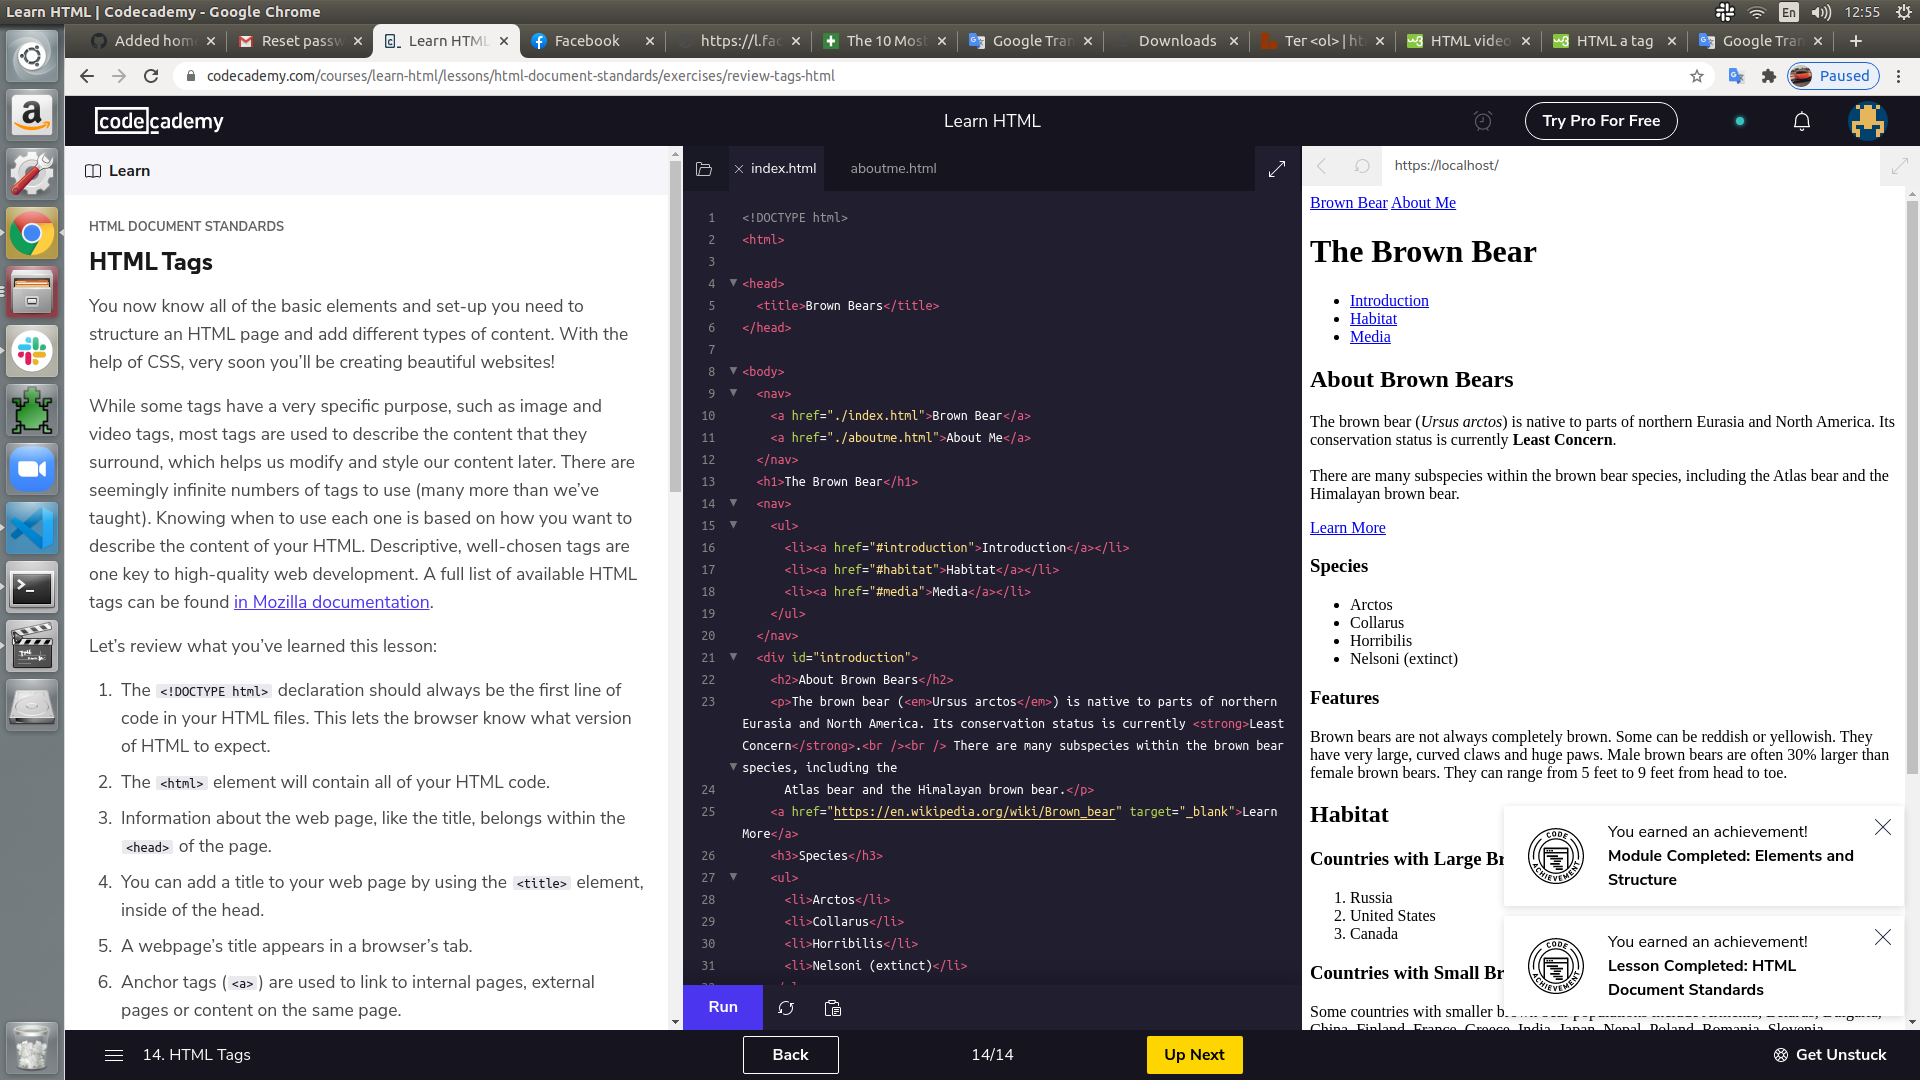 Learn HTML | Codecademy - Google Chrome
En
12:55
Added hom
Reset passw
Learn HTML
Facebook
https://l.fac
The 10 Most
Google Tran
Downloads
Ter <ol> | ht
HTML video
HTML a tag
Google Tran
codecademy.com/courses/learn-html/lessons/html-document-standards/exercises/review-tags-html
Paused
codecademy
Learn HTML
Try Pro For Free
Learn
HTML DOCUMENT STANDARDS
HTML Tags
You now know all of the basic elements and set-up you need to
structure an HTML page and add different types of content. With the
help of CSS, very soon you’ll be creating beautiful websites!
While some tags have a very specific purpose, such as image and
video tags, most tags are used to describe the content that they
surround, which helps us modify and style our content later. There are
seemingly infinite numbers of tags to use (many more than we’ve
taught). Knowing when to use each one is based on how you want to
describe the content of your HTML. Descriptive, well-chosen tags are
one key to high-quality web development. A full list of available HTML
tags can be found in Mozilla documentation.
Let’s review what you’ve learned this lesson:
1. The <!DOCTYPE html> declaration should always be the first line of
code in your HTML files. This lets the browser know what version
of HTML to expect.
2. The <html> element will contain all of your HTML code.
3. Information about the web page, like the title, belongs within the
<head> of the page.
4. You can add a title to your web page by using the <title> element,
inside of the head.
5. A webpage’s title appears in a browser’s tab.
6. Anchor tags (<a>) are used to link to internal pages, external
pages or content on the same page.
index.html
aboutme.html
1 <!DOCTYPE html>
2 <html>
3
4 <head>
5 <title>Brown Bears</title>
6 </head>
7
8 <body>
9 <nav>
10 <a href="./index.html">Brown Bear</a>
11 <a href="./aboutme.html">About Me</a>
12 </nav>
13 <h1>The Brown Bear</h1>
14 <nav>
15 <ul>
16 <li><a href="#introduction">Introduction</a></li>
17 <li><a href="#habitat">Habitat</a></li>
18 <li><a href="#media">Media</a></li>
19 </ul>
20 </nav>
21 <div id="introduction">
22 <h2>About Brown Bears</h2>
23 <p>The brown bear (<em>Ursus arctos</em>) is native to parts of northern
Eurasia and North America. Its conservation status is currently <strong>Least
Concern</strong>.<br /><br /> There are many subspecies within the brown bear
species, including the
24 Atlas bear and the Himalayan brown bear.</p>
25 <a href="https://en.wikipedia.org/wiki/Brown_bear" target="_blank">Learn
More</a>
26 <h3>Species</h3>
27 <ul>
28 <li>Arctos</li>
29 <li>Collarus</li>
30 <li>Horribilis</li>
31 <li>Nelsoni (extinct)</li>
Run
https://localhost/
Brown Bear About Me
The Brown Bear
Introduction
Habitat
Media
About Brown Bears
The brown bear (Ursus arctos) is native to parts of northern Eurasia and North America. Its
conservation status is currently Least Concern.
There are many subspecies within the brown bear species, including the Atlas bear and the
Himalayan brown bear.
Learn More
Species
Arctos
Collarus
Horribilis
Nelsoni (extinct)
Features
Brown bears are not always completely brown. Some can be reddish or yellowish. They
have very large, curved claws and huge paws. Male brown bears are often 30% larger than
female brown bears. They can range from 5 feet to 9 feet from head to toe.
Habitat
Countries with Large Br
1. Russia
2. United States
3. Canada
Countries with Small Br
Some countries with smaller
China, Finland, France, Greece, India, Japan, Nepal, Poland, Romania, Slovenia
CODE ACHIEVEMENT
You earned an achievement!
Module Completed: Elements and
Structure
CODE ACHIEVEMENT
You earned an achievement!
Lesson Completed: HTML
Document Standards
14. HTML Tags
Back
14/14
Up Next
Get Unstuck